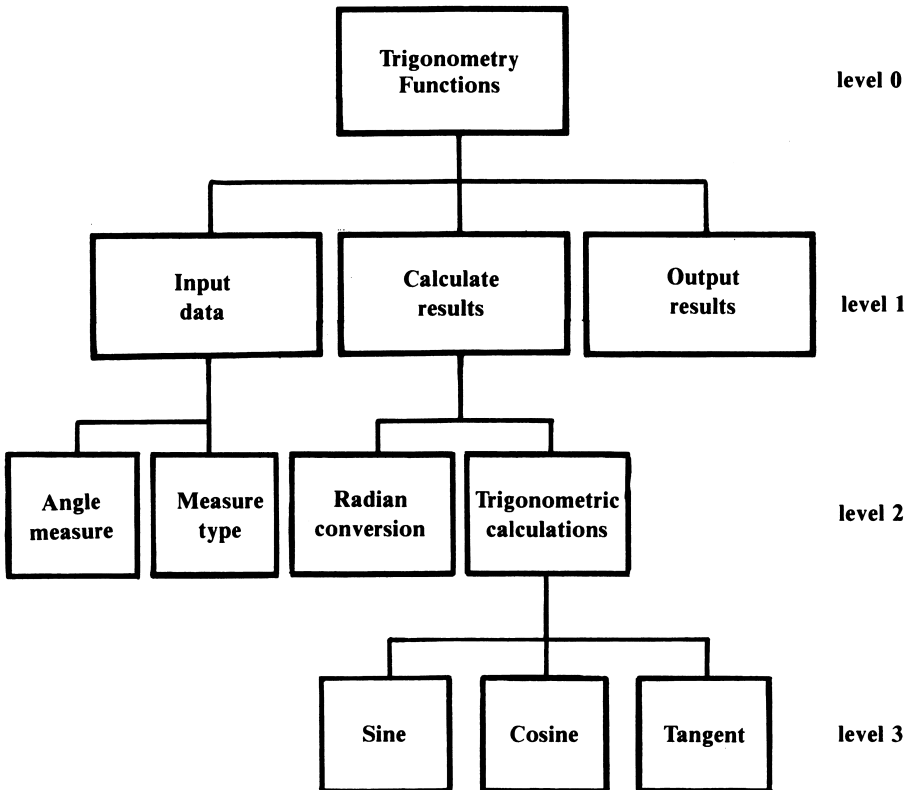 Trigonometry
Functions
level 0
Input
data
Calculate
results
Output
results
level 1
Angle
measure
Measure
type
Radian
conversion
Trigonometric
calculations
level 2
Sine
Cosine
Tangent
level 3